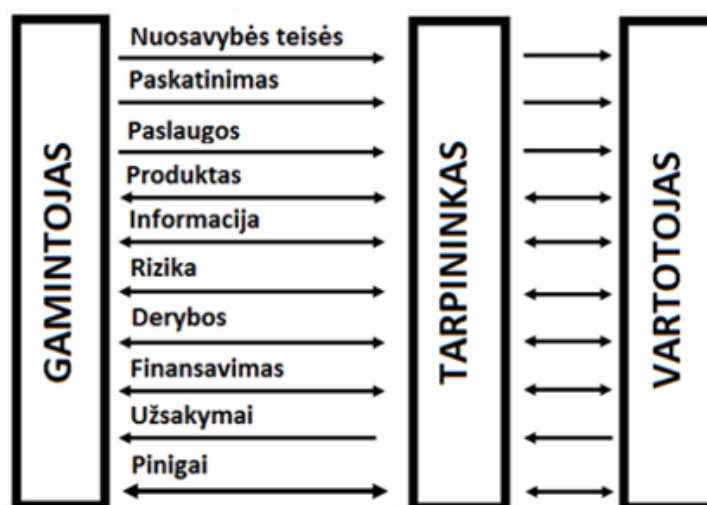 GAMINTOJAS
Nuosavybės teisės
Paskatinimas
Paslaugos
Produktas
Informacija
Rizika
Derybos
Finansavimas
Užsakymai
Pinigai
TARPININKAS
VARTOTOJAS